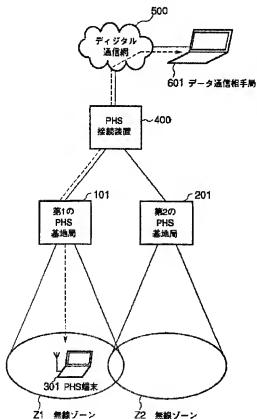 500
ディジタル
通信網
601 データ通信相手局
PHS
接続装置
400
101
第1の
PHS
基地局
201
第2の
PHS
基地局
301 PHS端末
Z1 無線ゾーン
Z2 無線ゾーン